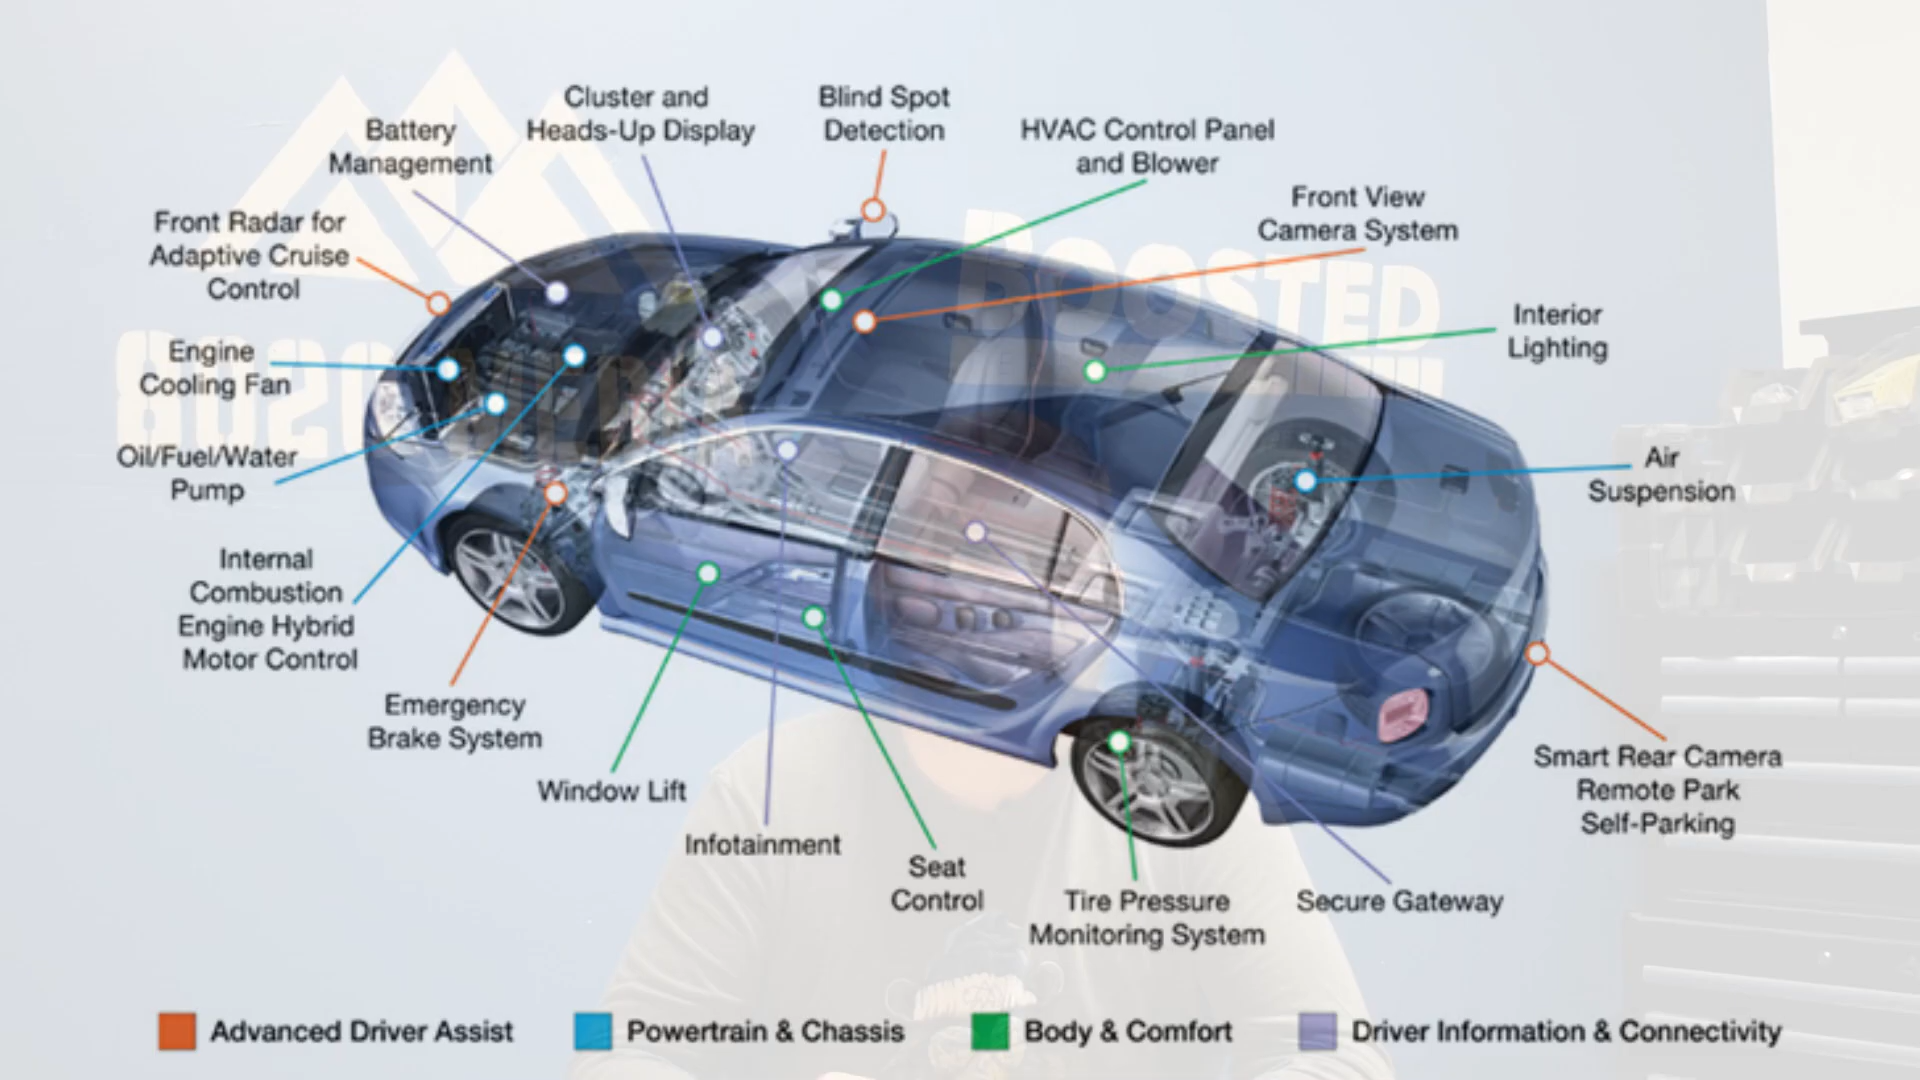 Cluster and
Heads-Up Display
Blind Spot
Detection
Battery
Management
HVAC Control Panel
and Blower
Front View
Camera System
Front Radar for
Adaptive Cruise
Control
Interior
Lighting
Engine
Cooling Fan
Oil/Fuel/Water
Pump
Air
Suspension
Internal
Combustion
Engine Hybrid
Motor Control
Emergency
Brake System
Window Lift
Infotainment
Seat
Control
Tire Pressure
Monitoring System
Secure Gateway
Smart Rear Camera
Remote Park
Self-Parking
Advanced Driver Assist
Powertrain & Chassis
Body & Comfort
Driver Information & Connectivity
BOOSTED